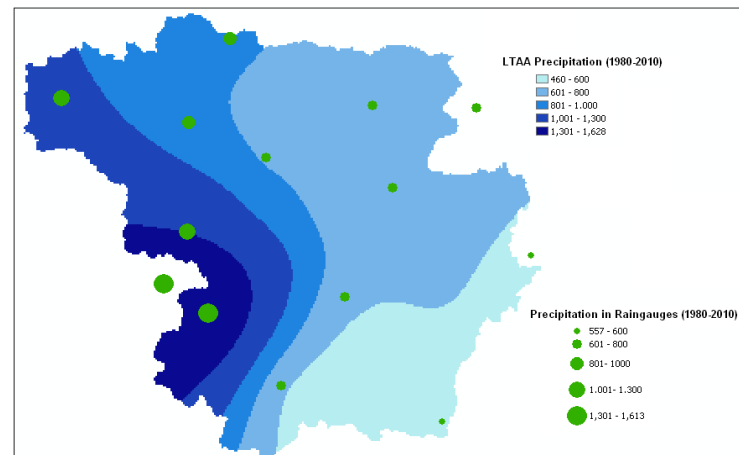 LTAA Precipitation (1980-2010)
460 - 600
601 - 800
801 - 1.000
1,001 - 1,300
1,301 - 1,628
Precipitation in Raingauges (1980-2010)
557 - 600
601 - 800
801- 1000
1.001- 1.300
1,301 - 1,613